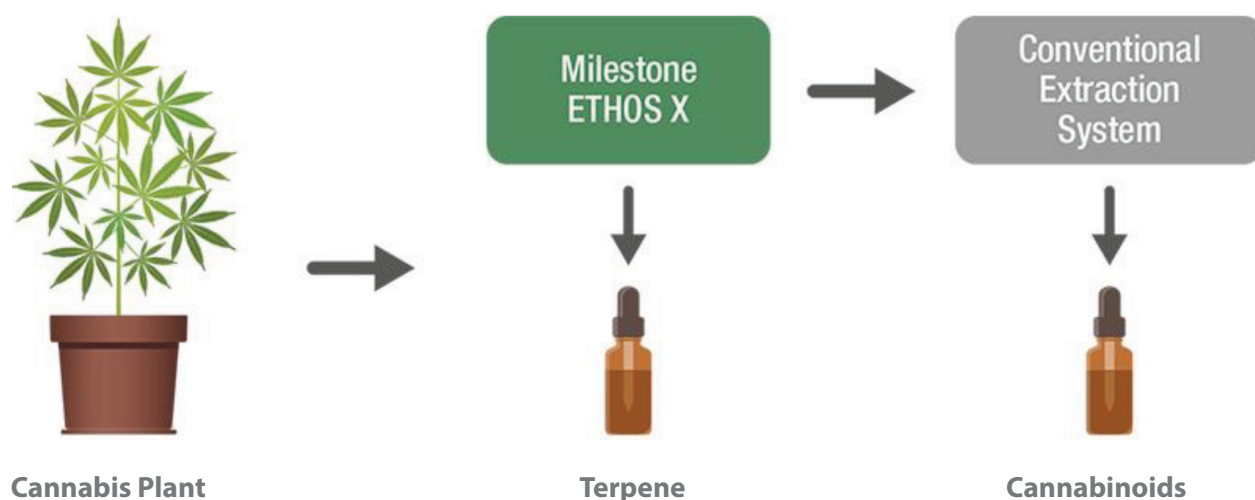 Milestone
ETHOS X
Conventional
Extraction
System
Cannabis Plant
Terpene
Cannabinoids